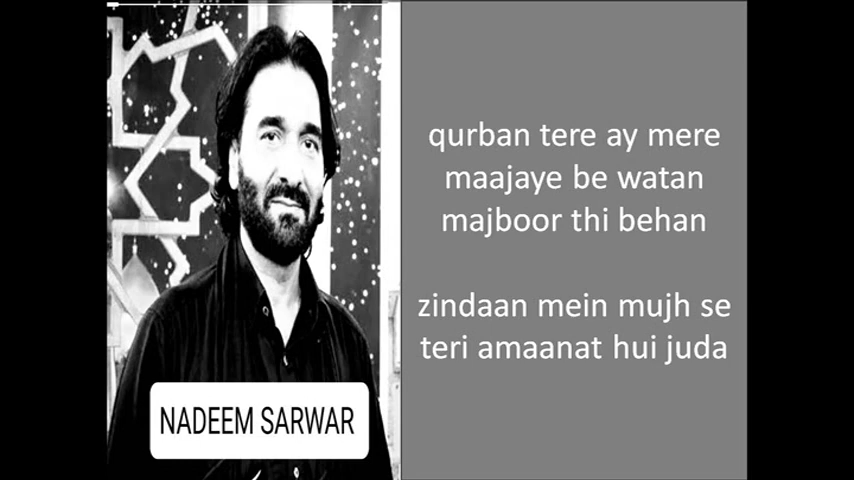 qurban tere ay mere
maajaye be watan
majboor thi behan
zindaan mein mujh se
teri amaanat hui juda
NADEEM SARWAR